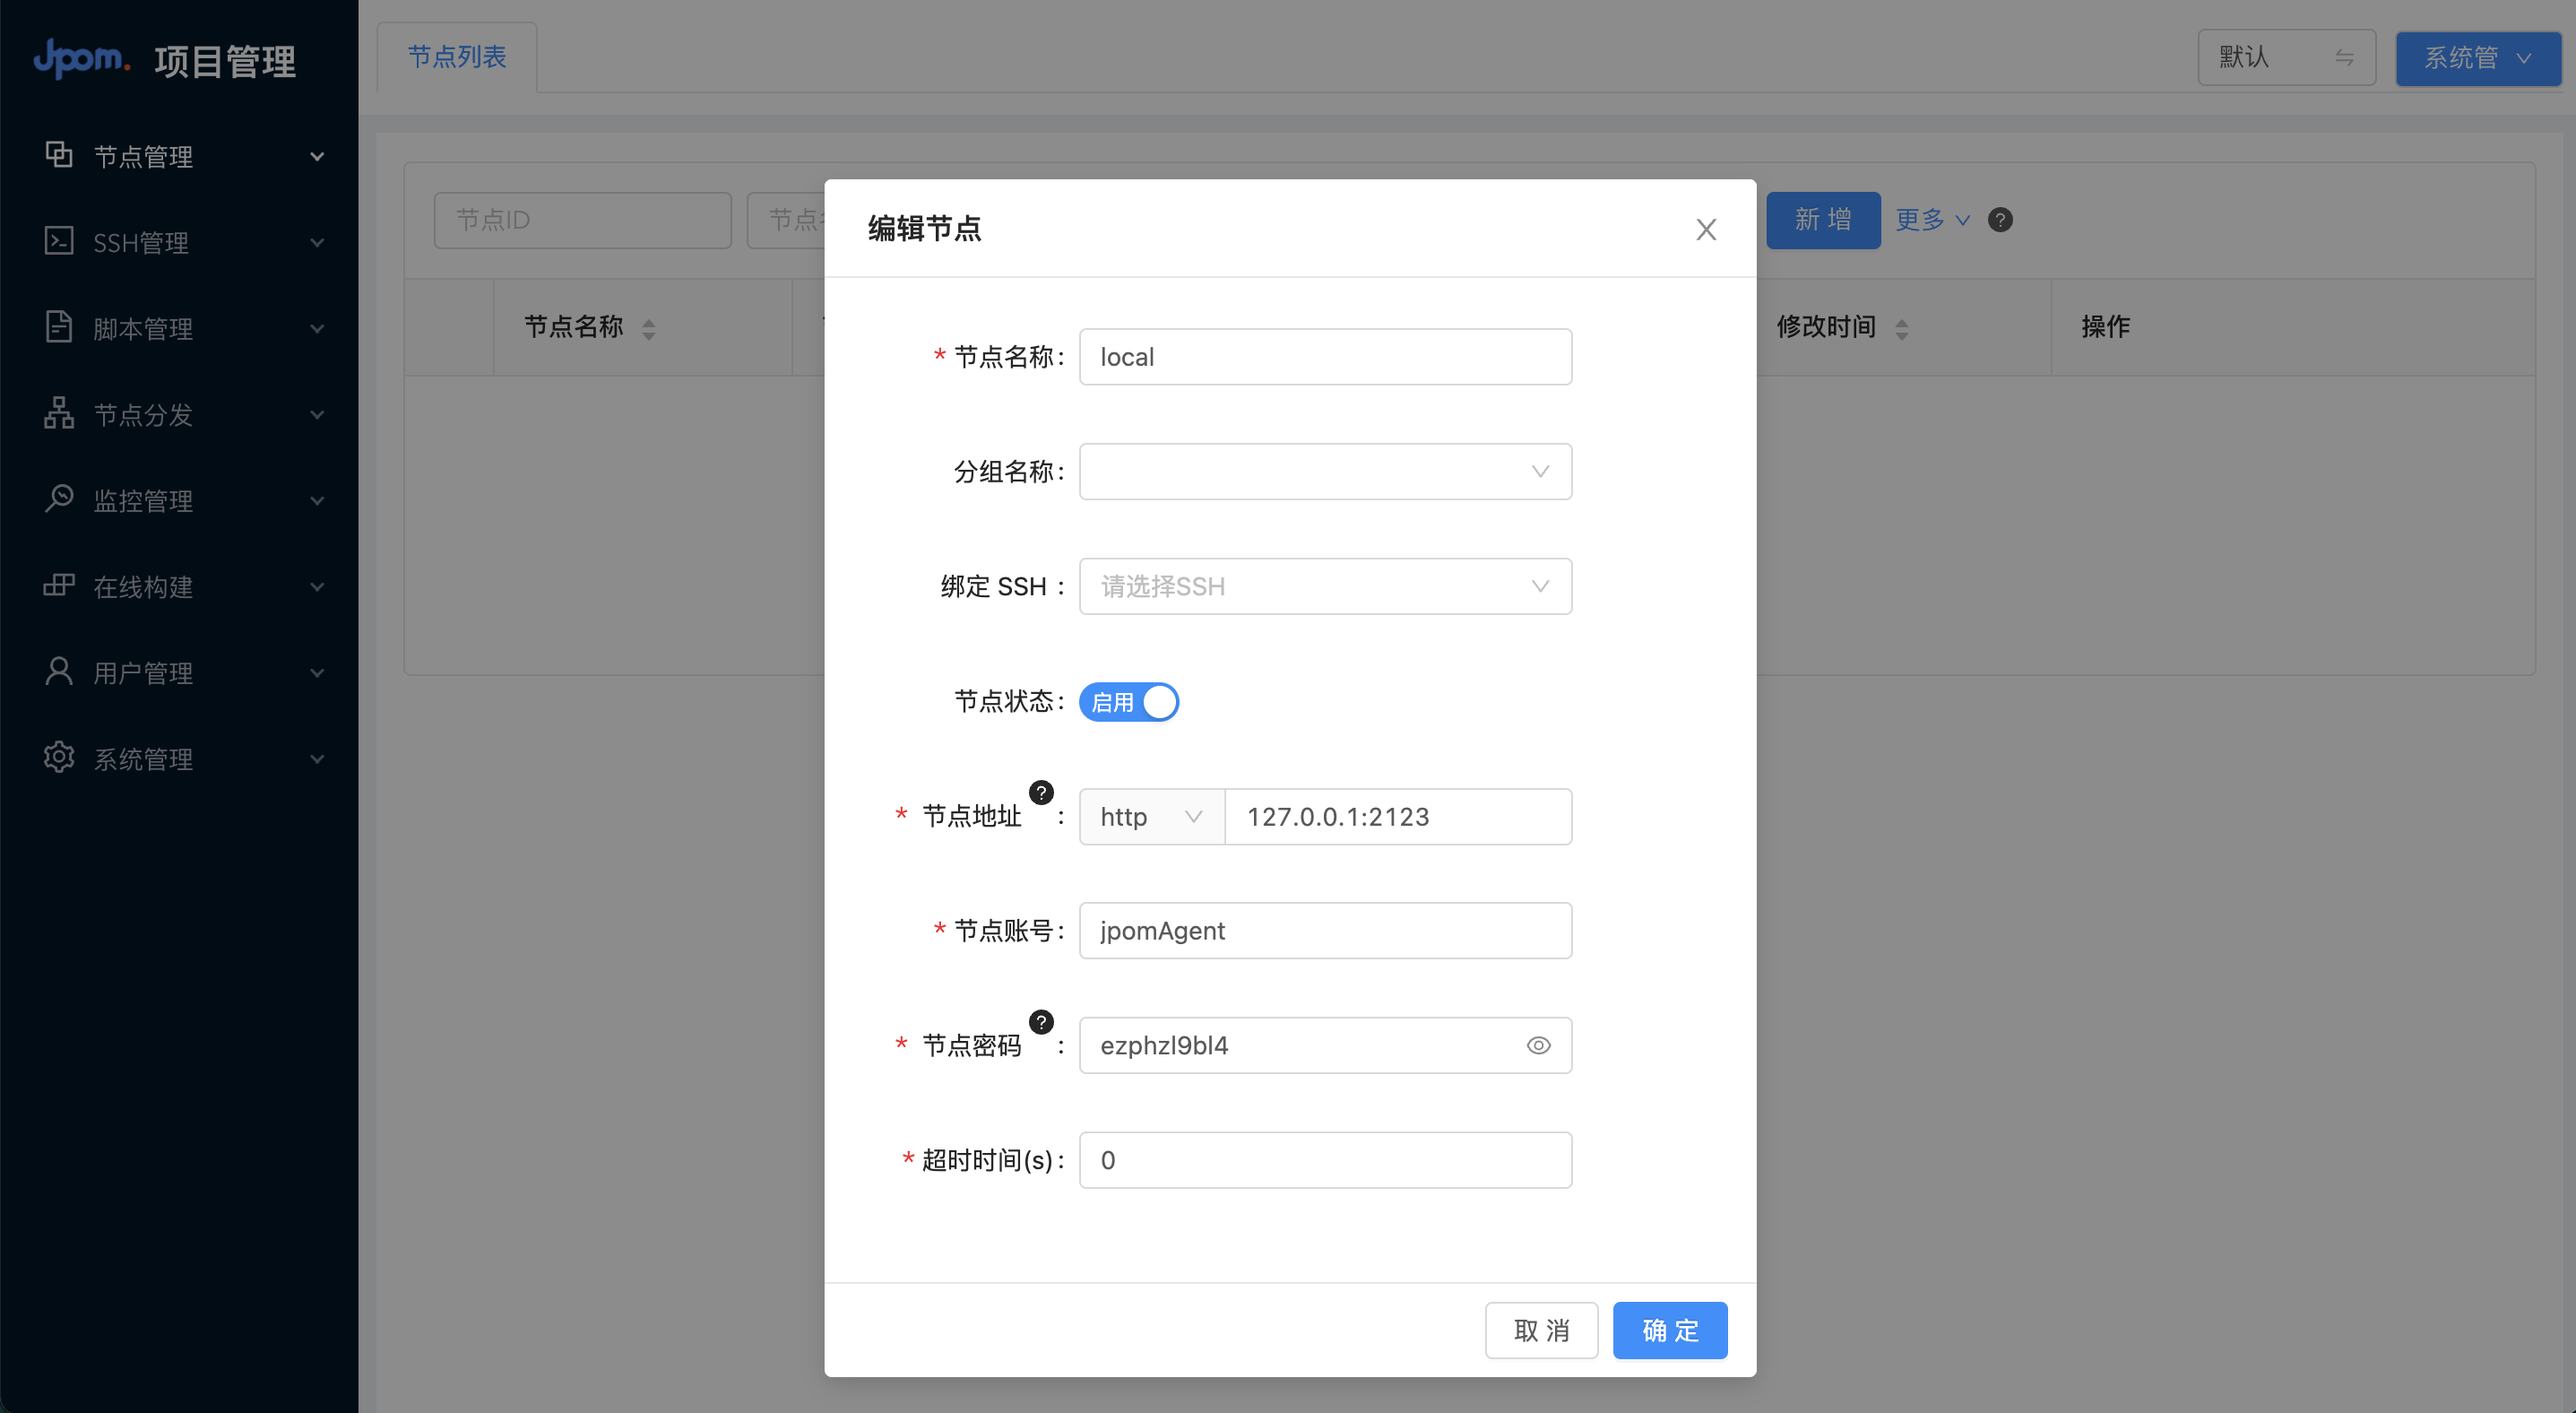 Jpom. 项目管理
节点管理
SSH管理
脚本管理
节点分发
监控管理
在线构建
用户管理
系统管理
节点列表
默认
系统管
节点ID
节点
新 增
更多
?
节点名称
修改时间
操作
编辑节点
* 节点名称: local
分组名称:
绑定 SSH : 请选择SSH
节点状态: 启用
* 节点地址 ? : http 127.0.0.1:2123
* 节点账号: jpomAgent
* 节点密码 ? : ezphzl9bl4
* 超时时间(s): 0
取 消
确 定